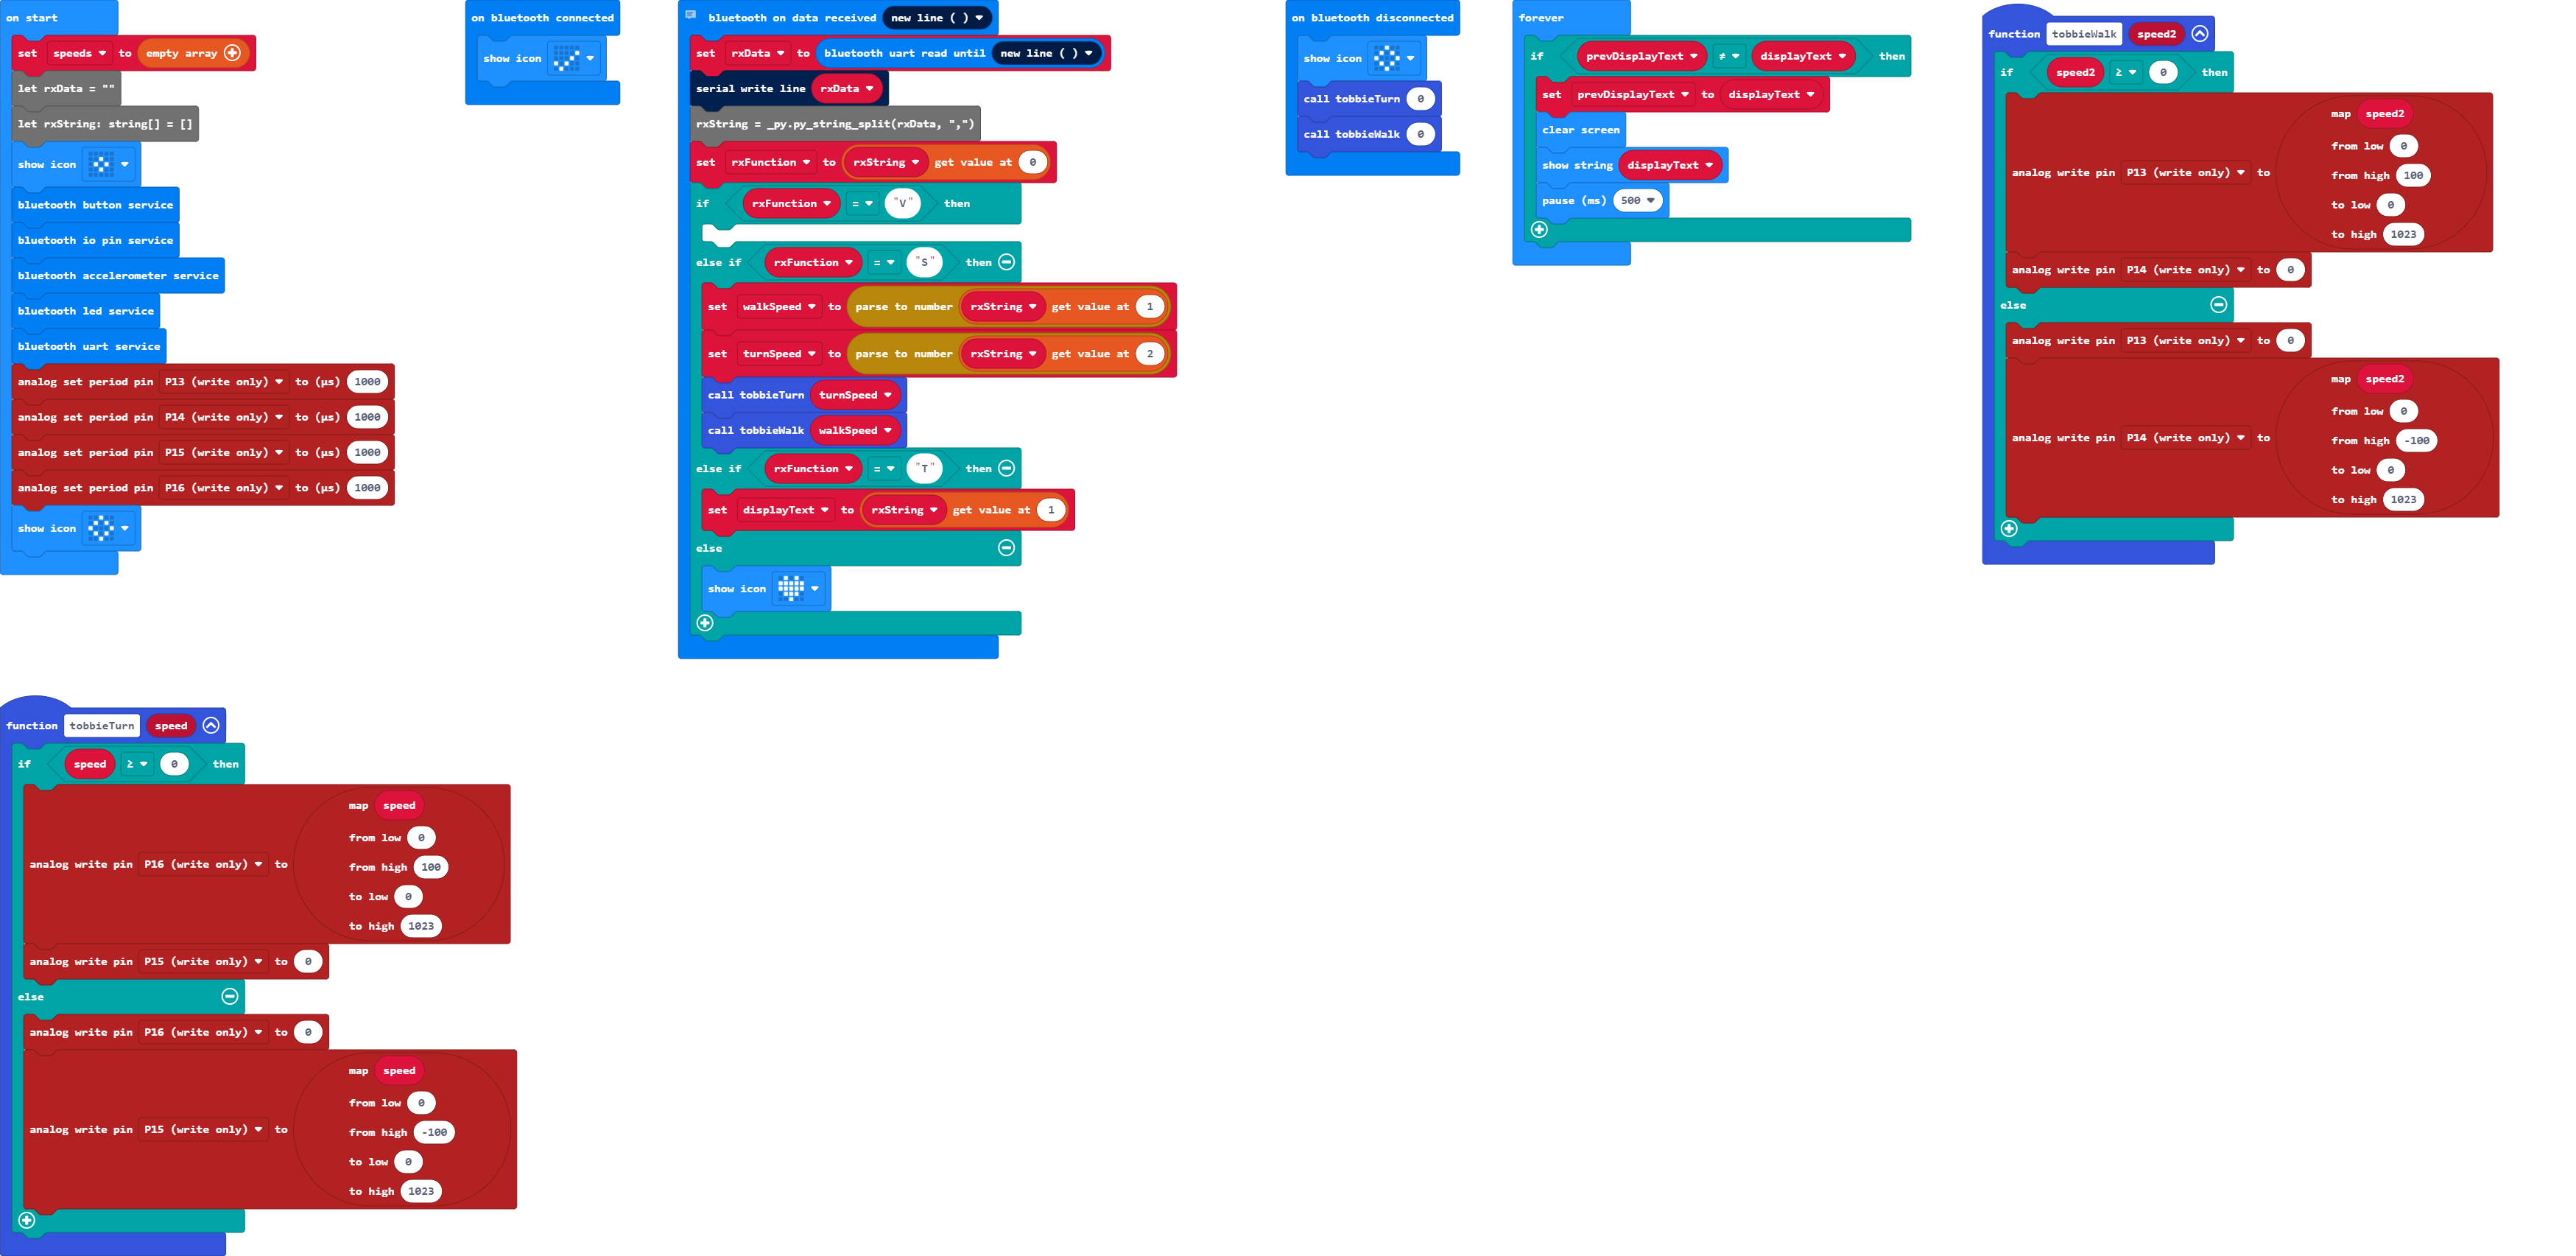 on start
set speeds to empty array
let rxData = ""
let rxString: string[] = []
show icon
bluetooth button service
bluetooth io pin service
bluetooth accelerometer service
bluetooth led service
bluetooth uart service
analog set period pin P13 (write only) to (µs) 1000
analog set period pin P14 (write only) to (µs) 1000
analog set period pin P15 (write only) to (µs) 1000
analog set period pin P16 (write only) to (µs) 1000
show icon
on bluetooth connected
show icon
bluetooth on data received new line ( )
set rxData to bluetooth uart read until new line ( )
serial write line rxData
rxString = _py.py_string_split(rxData, ",")
set rxFunction to rxString get value at 0
if rxFunction = "V" then
else if rxFunction = "S" then
set walkSpeed to parse to number rxString get value at 1
set turnSpeed to parse to number rxString get value at 2
call tobbieTurn turnSpeed
call tobbieWalk walkSpeed
else if rxFunction = "T" then
set displayText to rxString get value at 1
else
show icon
on bluetooth disconnected
show icon
call tobbieTurn 0
call tobbieWalk 0
forever
if prevDisplayText ≠ displayText then
set prevDisplayText to displayText
clear screen
show string displayText
pause (ms) 500
function tobbieWalk speed2
if speed2 ≥ 0 then
analog write pin P13 (write only) to
map speed2
from low 0
from high 100
to low 0
to high 1023
analog write pin P14 (write only) to 0
else
analog write pin P13 (write only) to 0
analog write pin P14 (write only) to
map speed2
from low 0
from high -100
to low 0
to high 1023
function tobbieTurn speed
if speed ≥ 0 then
analog write pin P16 (write only) to
map speed
from low 0
from high 100
to low 0
to high 1023
analog write pin P15 (write only) to 0
else
analog write pin P16 (write only) to 0
analog write pin P15 (write only) to
map speed
from low 0
from high -100
to low 0
to high 1023